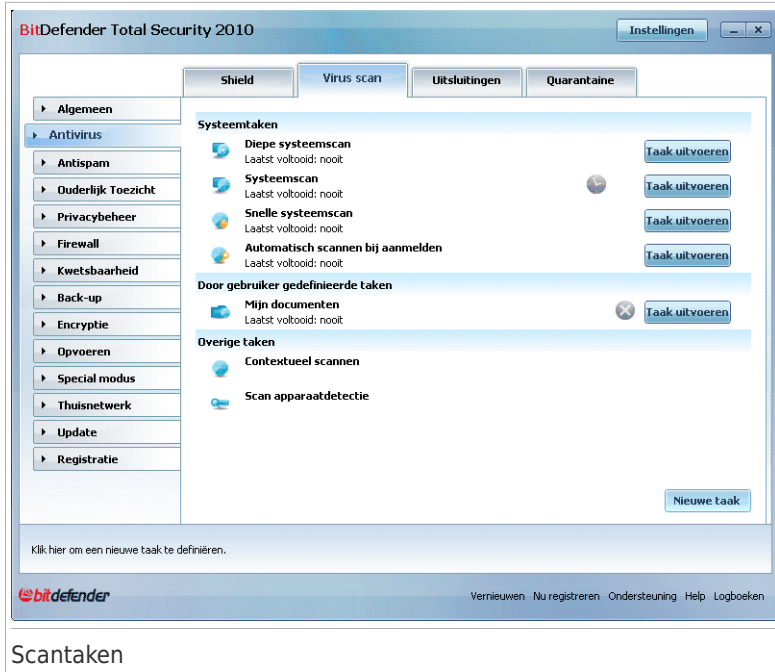 BitDefender Total Security 2010
Instellingen
Shield
Virus scan
Uitsluitingen
Quarantaine
Algemeen
Antivirus
Antispam
Ouderlijk Toezicht
Privacybeheer
Firewall
Kwetsbaarheid
Back-up
Encryptie
Opvoeren
Special modus
Thuisnetwerk
Update
Registratie
Systeemtaken
Diepe systeemscan
Laatst voltooid: nooit
Taak uitvoeren
Systeemscan
Laatst voltooid: nooit
Taak uitvoeren
Snelle systeemscan
Laatst voltooid: nooit
Taak uitvoeren
Automatisch scannen bij aanmelden
Laatst voltooid: nooit
Taak uitvoeren
Door gebruiker gedefinieerde taken
Mijn documenten
Laatst voltooid: nooit
Taak uitvoeren
Overige taken
Contextueel scannen
Scan apparaatdetectie
Nieuwe taak
Klik hier om een nieuwe taak te definiëren.
bitdefender
Vernieuwen Nu registreren Ondersteuning Help Logboeken
Scantaken